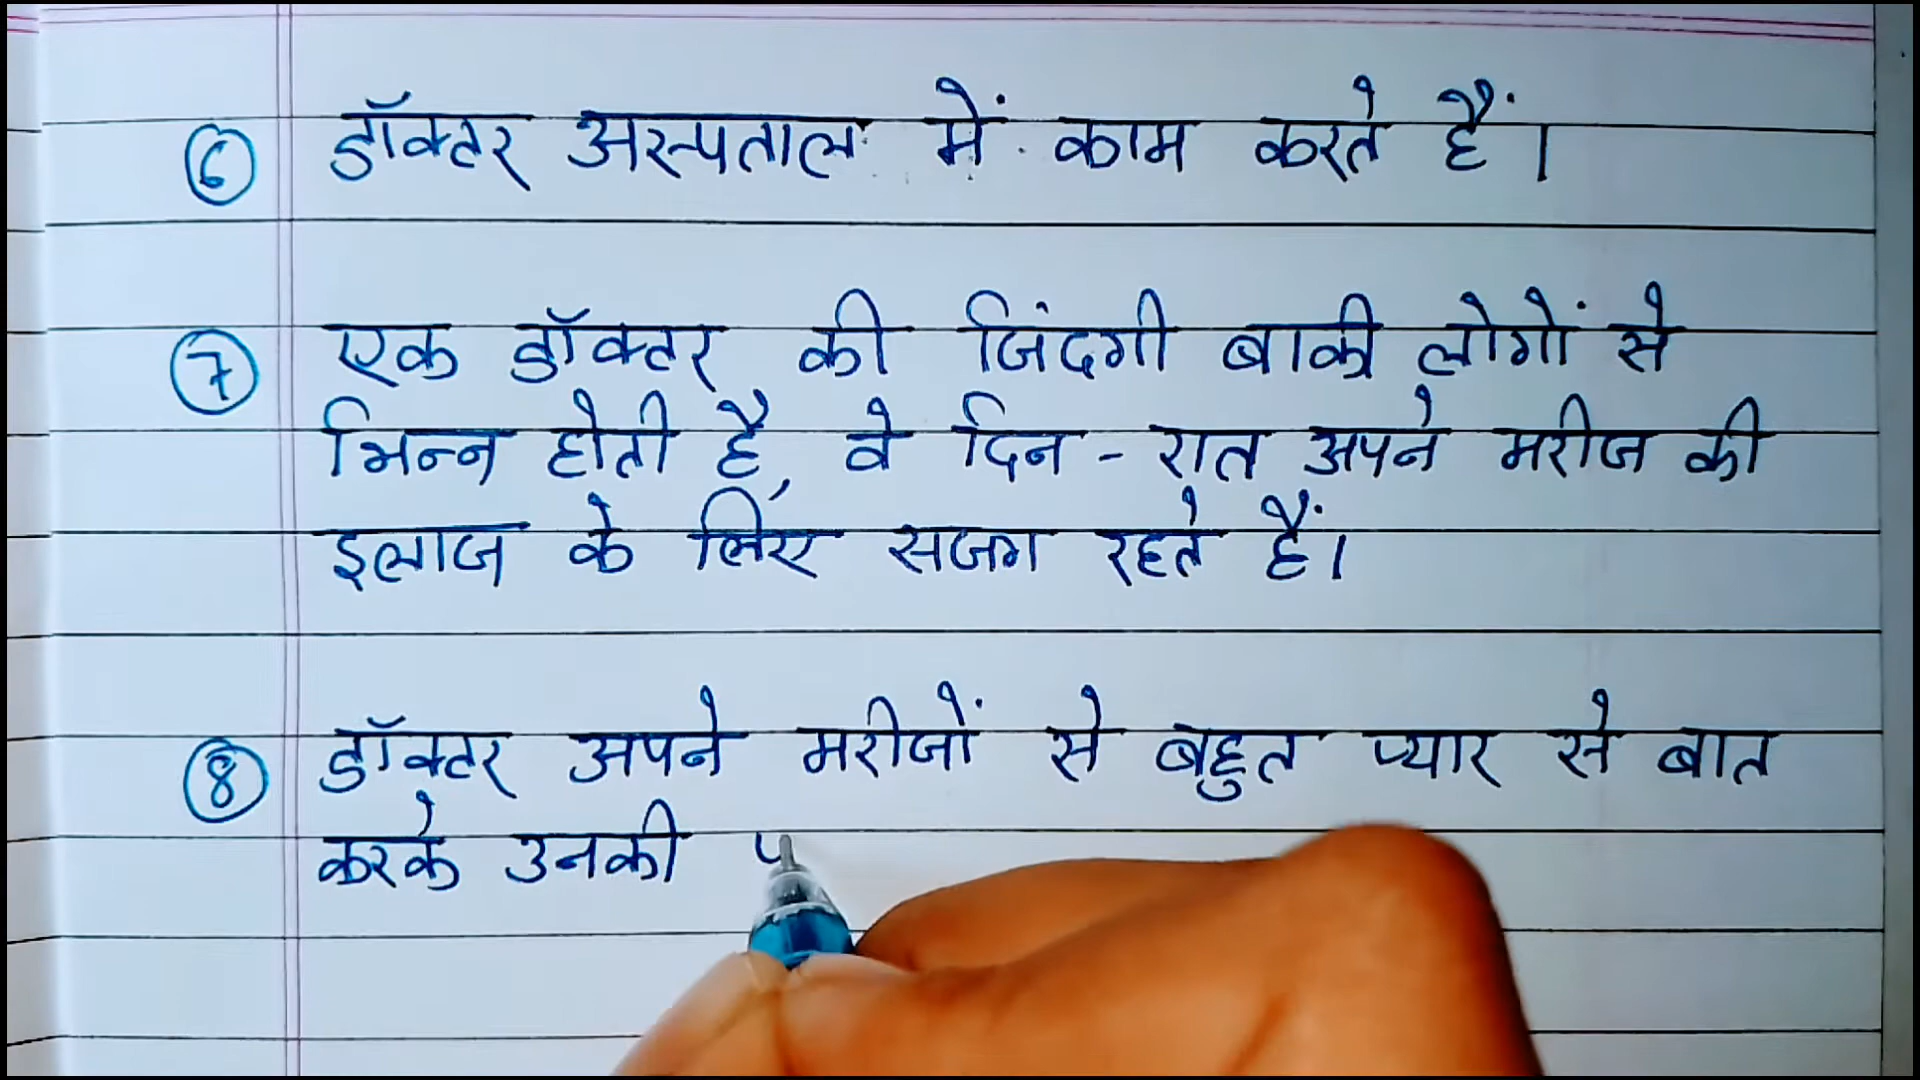 6 डॉक्टर अस्पताल में काम करते हैं।
7 एक डॉक्टर की जिंदगी बाकी लोगों से
भिन्न होती है, वे दिन - रात अपने मरीज की
इलाज के लिए सजग रहते हैं।
8 डॉक्टर अपने मरीजों से बहुत प्यार से बात
करके उनकी